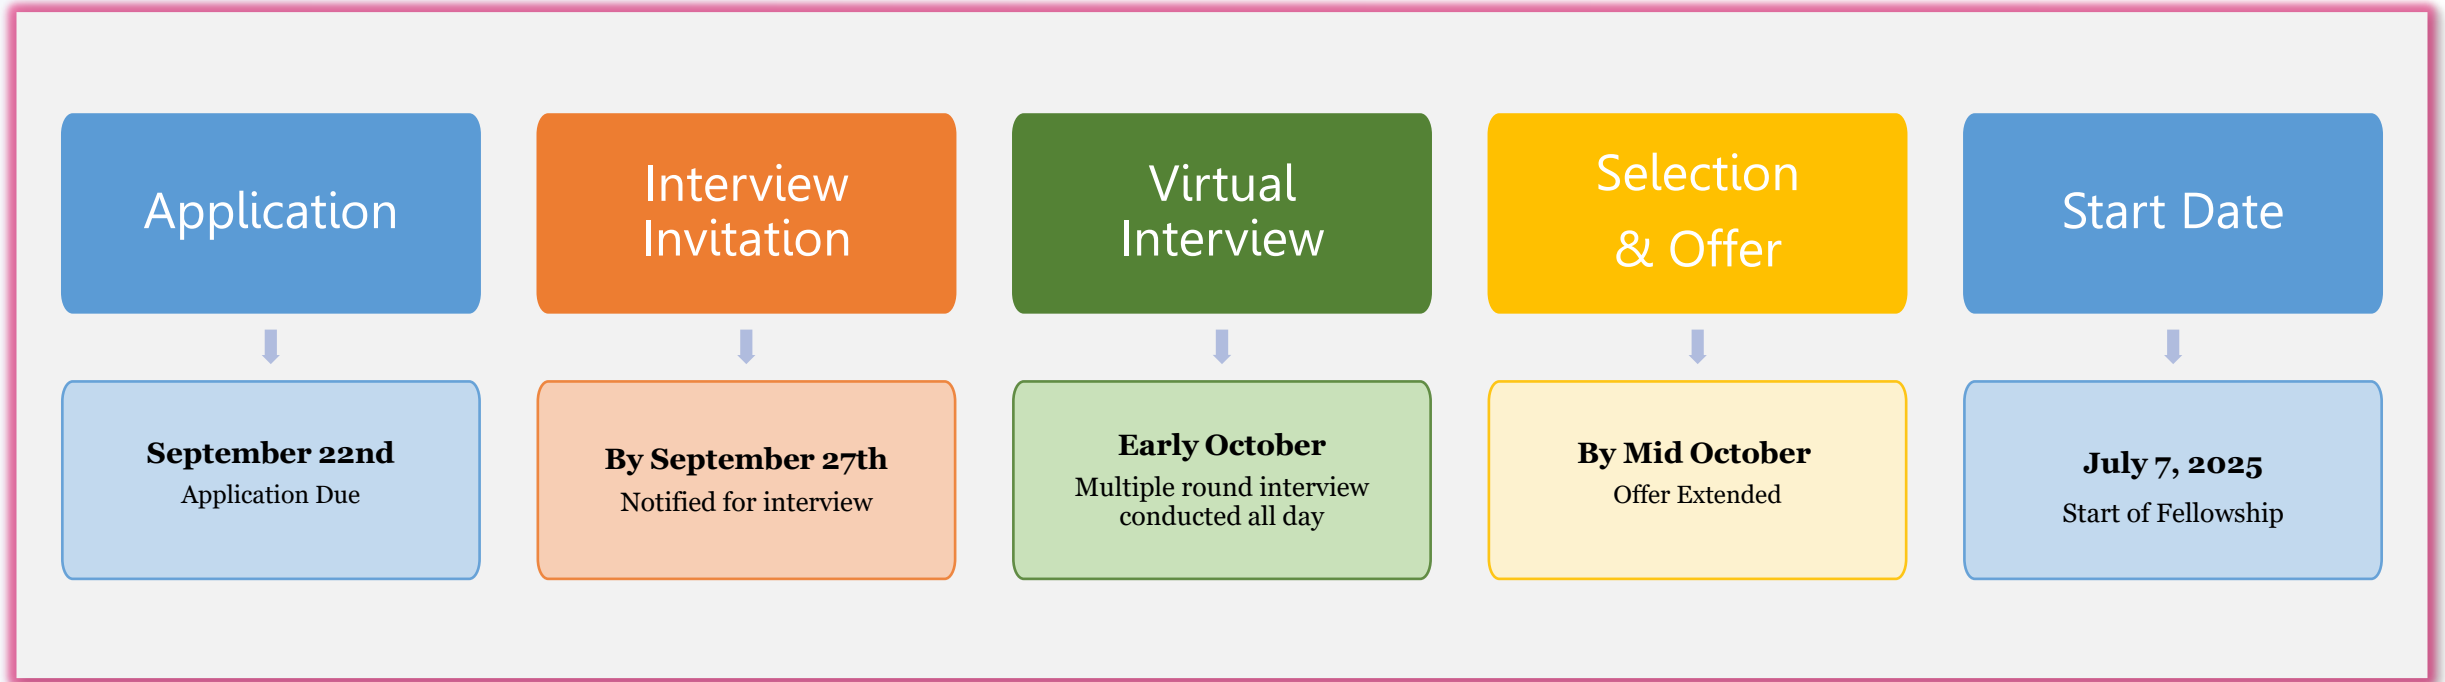 Application
September 22nd
Application Due
Interview
Invitation
By September 27th
Notified for interview
Virtual
Interview
Early October
Multiple round interview
conducted all day
Selection
& Offer
By Mid October
Offer Extended
Start Date
July 7, 2025
Start of Fellowship